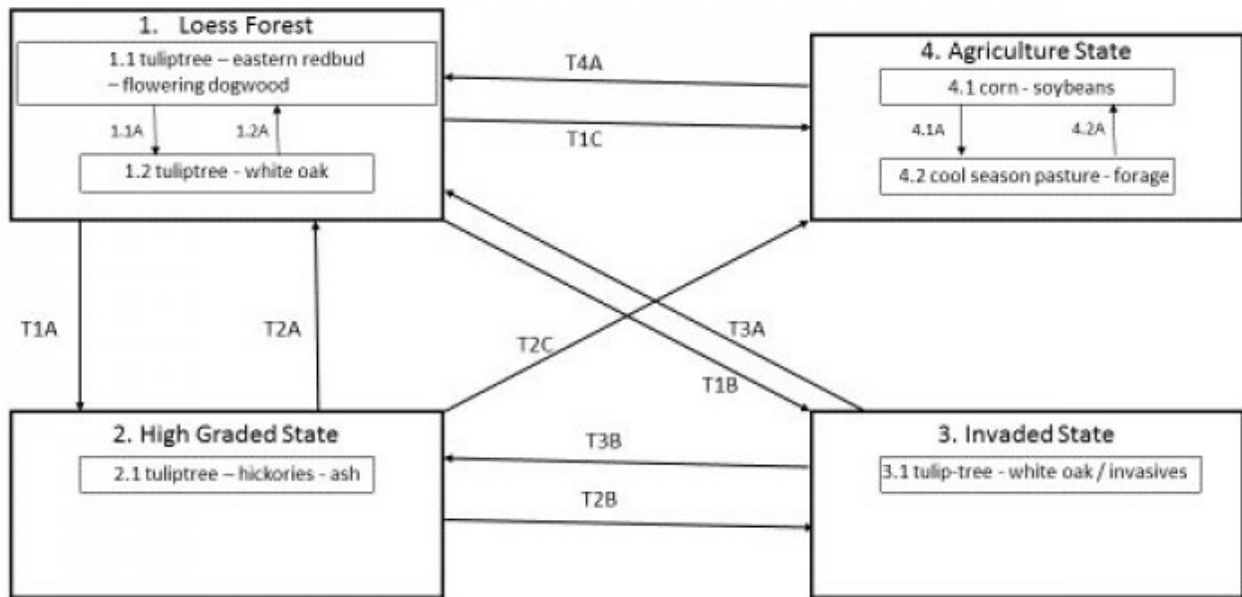 1. Loess Forest
1.1 tuliptree – eastern redbud
– flowering dogwood
1.1A
1.2A
1.2 tuliptree - white oak
T4A
T1C
4. Agriculture State
4.1 corn - soybeans
4.1A
4.2A
4.2 cool season pasture - forage
T1A
T2A
T2C
T3A
T1B
2. High Graded State
2.1 tuliptree – hickories - ash
T3B
T2B
3. Invaded State
3.1 tulip-tree - white oak / invasives